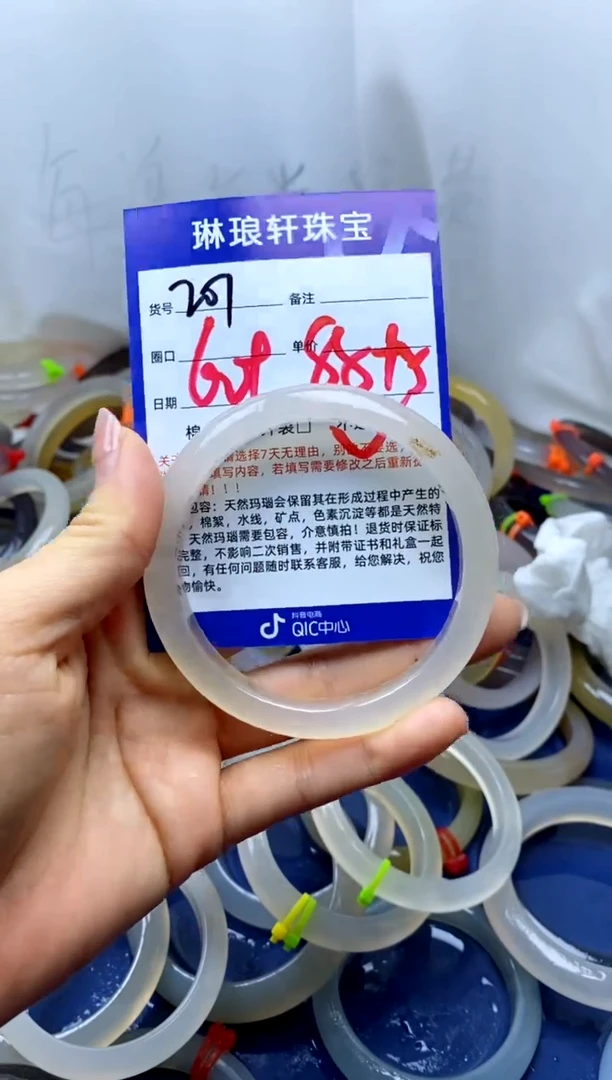 琳琅轩珠宝
货号 201 备注
圈口 单价
日期
棉
选择7天无理由，别
填写内容，若填写需要修改之后重新
！！！
包容：天然玛瑙会保留其在形成过程中产生的
，棉絮，水线，矿点，色素沉淀等都是天然特
天然玛瑙需要包容，介意慎拍！退货时保证标
完整，不影响二次销售，并附带证书和礼盒一起
回，有任何问题随时联系客服，给您解决，祝您
物愉快。
抖音电商
QIC中心